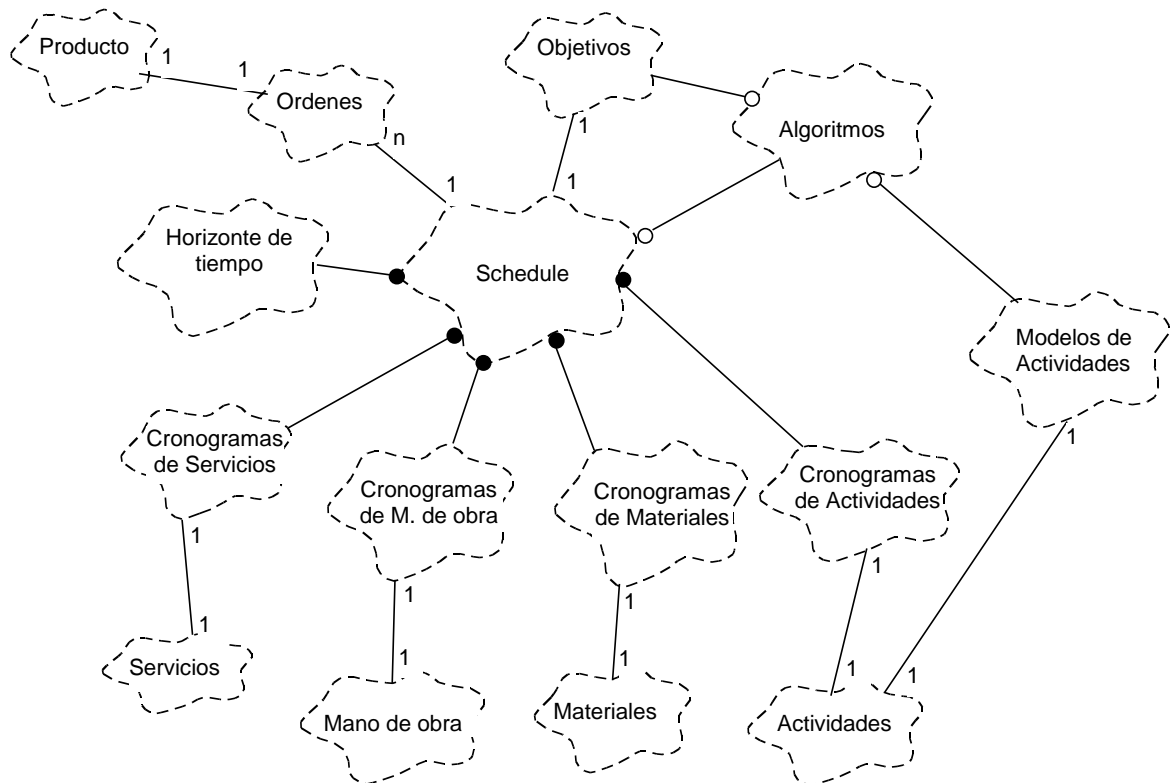 Producto
1
1
Ordenes
n
1
Objetivos
1
1
Algoritmos
Horizonte de
tiempo
Schedule
Modelos de
Actividades
1
Cronogramas
de Servicios
1
1
Servicios
Cronogramas
de M. de obra
1
1
Mano de obra
Cronogramas
de Materiales
1
1
Materiales
Cronogramas
de Actividades
1
1
1
Actividades